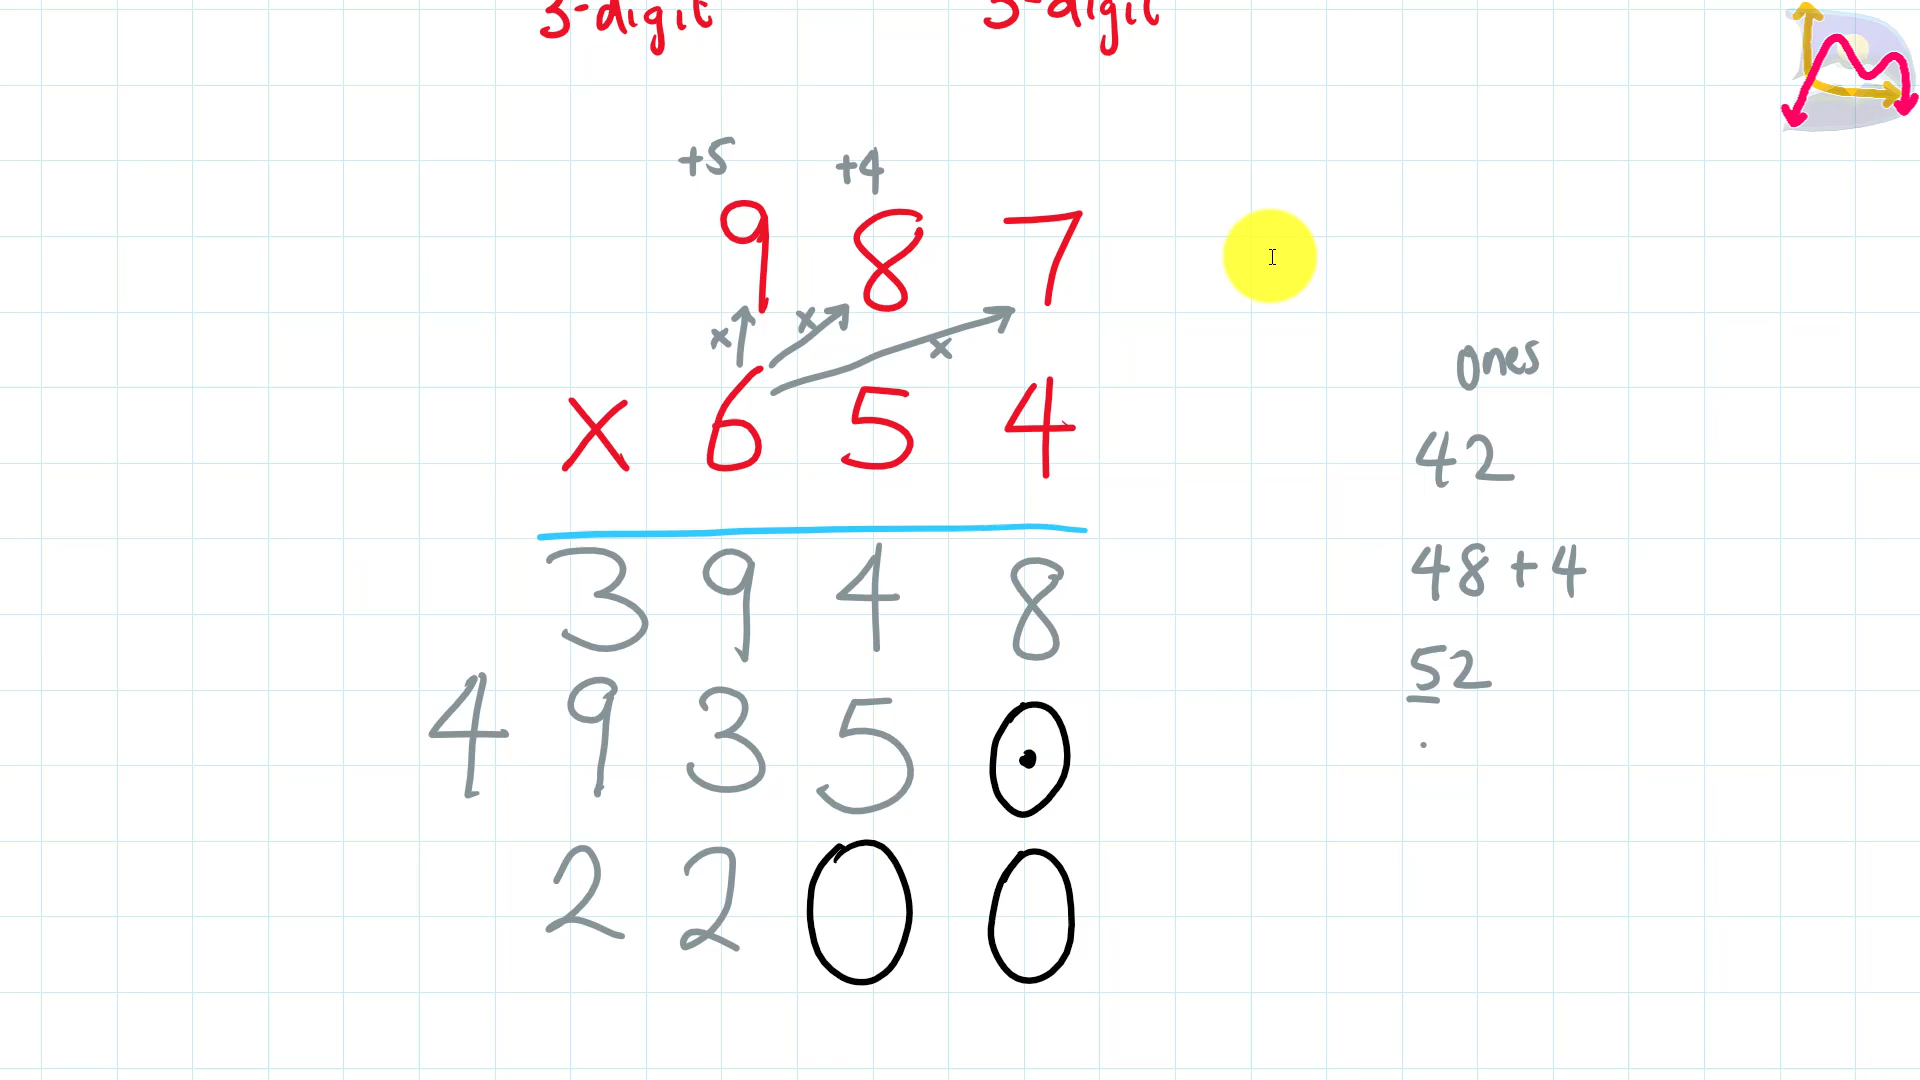 3-digit 3-digit
+5 +4
9 8 7
x x x
ones
x 6 5 4
42
48+4
3 9 4 8
52
4 9 3 5 0
2 2 0 0